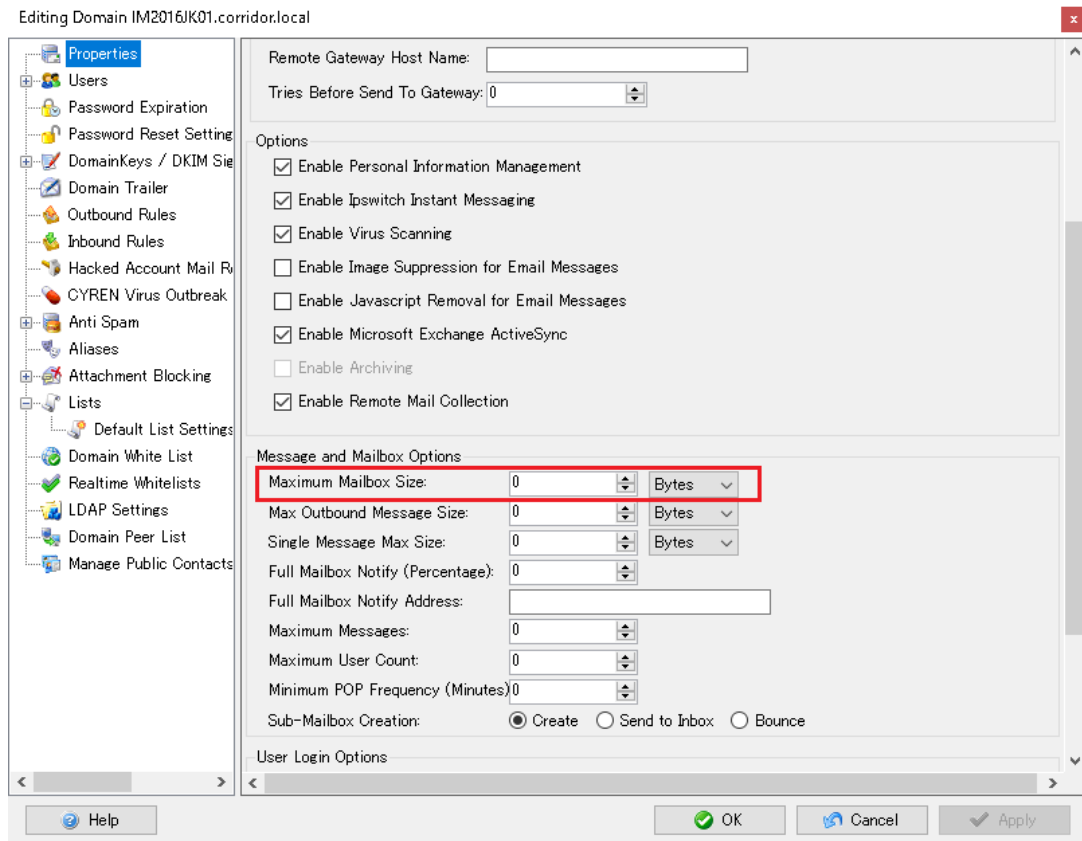 Editing Domain IM2016JK01.corridor.local
x
Properties
Users
Password Expiration
Password Reset Setting
DomainKeys / DKIM Sig
Domain Trailer
Outbound Rules
Inbound Rules
Hacked Account Mail R
CYREN Virus Outbreak
Anti Spam
Aliases
Attachment Blocking
Lists
Default List Settings
Domain White List
Realtime Whitelists
LDAP Settings
Domain Peer List
Manage Public Contacts
Remote Gateway Host Name:
Tries Before Send To Gateway: 0
Options
Enable Personal Information Management
Enable Ipswitch Instant Messaging
Enable Virus Scanning
Enable Image Suppression for Email Messages
Enable Javascript Removal for Email Messages
Enable Microsoft Exchange ActiveSync
Enable Archiving
Enable Remote Mail Collection
Message and Mailbox Options
Maximum Mailbox Size: 0 Bytes
Max Outbound Message Size: 0 Bytes
Single Message Max Size: 0 Bytes
Full Mailbox Notify (Percentage): 0
Full Mailbox Notify Address:
Maximum Messages: 0
Maximum User Count: 0
Minimum POP Frequency (Minutes) 0
Sub-Mailbox Creation: Create Send to Inbox Bounce
User Login Options
Help OK Cancel Apply